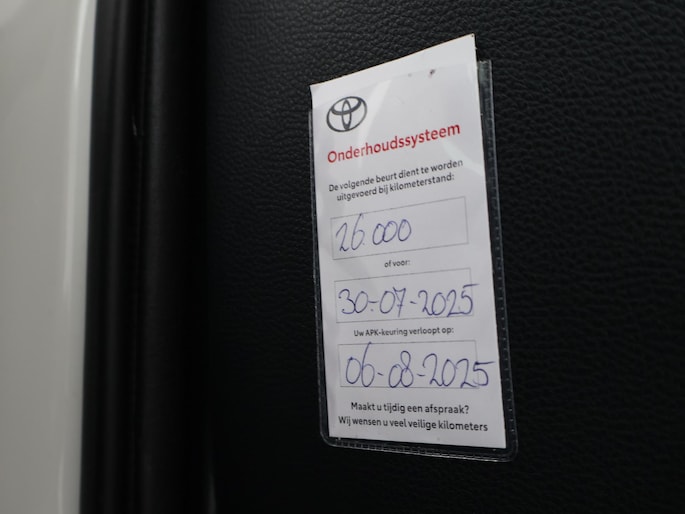 Onderhoudssysteem
De volgende beurt dient te worden
uitgevoerd bij kilometerstand:
26.000
of voor:
30-07-2025
Uw APK-keuring verloopt op:
06-08-2025
Maakt u tijdig een afspraak?
Wij wensen u veel veilige kilometers